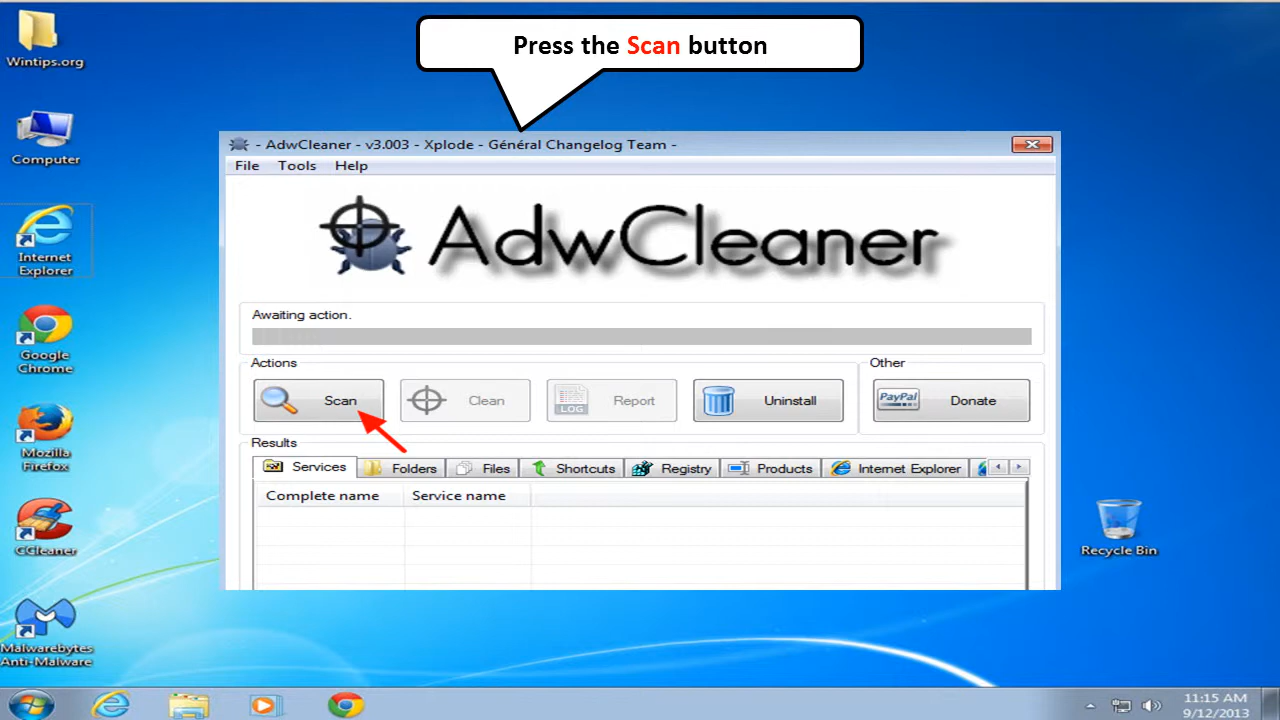 Press the Scan button
Wintips.org
Computer
Internet
Explorer
Google
Chrome
Mozilla
Firefox
CCleaner
Malwarebytes
Anti-Malware
- AdwCleaner - v3.003 - Xplode - Général Changelog Team -
File Tools Help
AdwCleaner
Awaiting action.
Actions
Other
Scan
Clean
LOG
Report
Uninstall
PayPal
Donate
Results
Services Folders Files Shortcuts Registry Products Internet Explorer
Complete name Service name
Recycle Bin
11:15 AM
9/12/2013